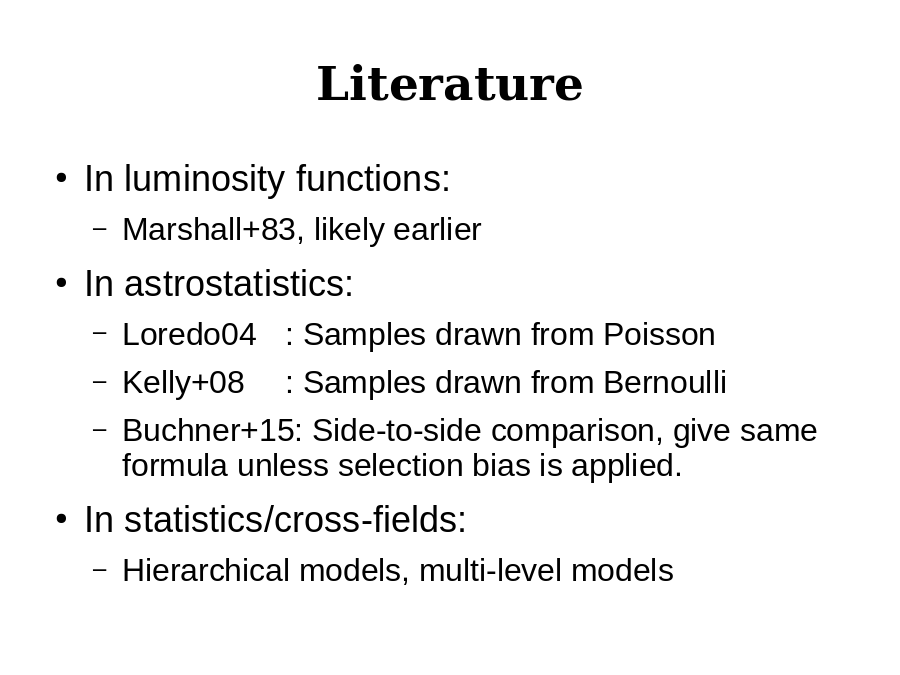 Literature
• In luminosity functions:
– Marshall+83, likely earlier
• In astrostatistics:
– Loredo04 : Samples drawn from Poisson
– Kelly+08 : Samples drawn from Bernoulli
– Buchner+15: Side-to-side comparison, give same
formula unless selection bias is applied.
• In statistics/cross-fields:
– Hierarchical models, multi-level models